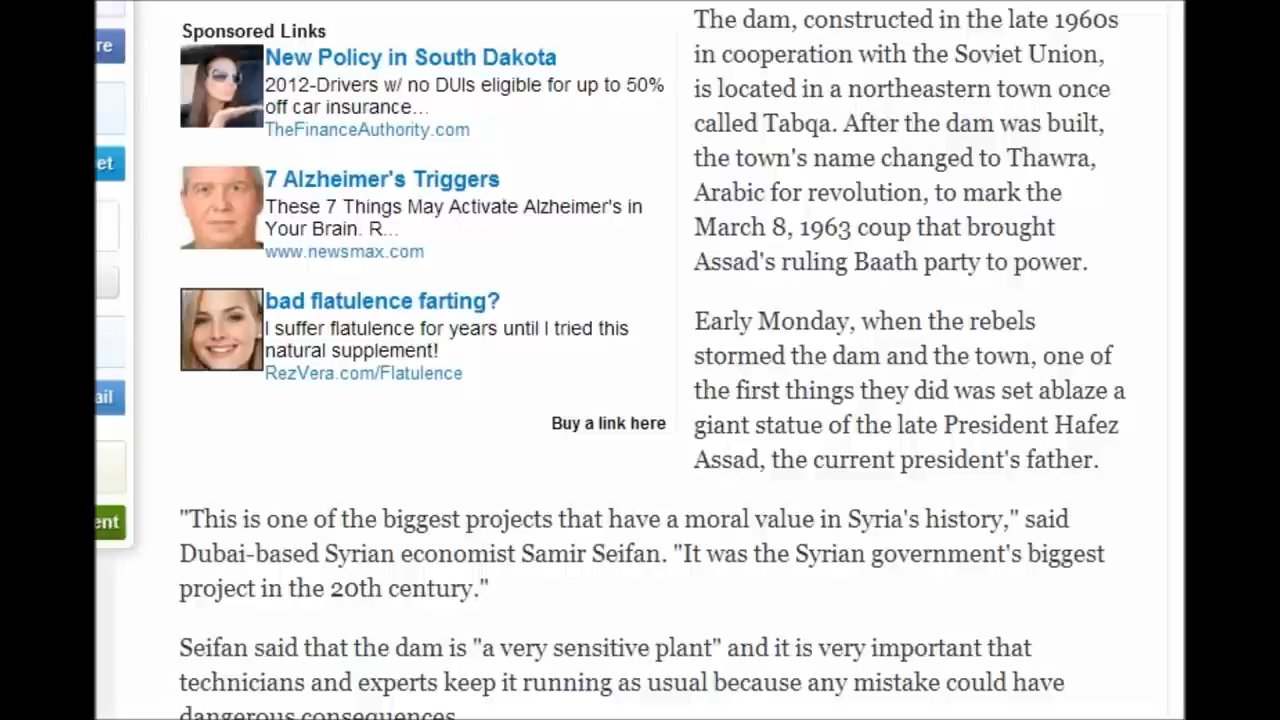 re
et
ail
ent
Sponsored Links
New Policy in South Dakota
2012-Drivers w/ no DUIs eligible for up to 50%
off car insurance...
TheFinanceAuthority.com
7 Alzheimer's Triggers
These 7 Things May Activate Alzheimer's in
Your Brain. R...
www.newsmax.com
bad flatulence farting?
I suffer flatulence for years until I tried this
natural supplement!
RezVera.com/Flatulence
Buy a link here
The dam, constructed in the late 1960s
in cooperation with the Soviet Union,
is located in a northeastern town once
called Tabqa. After the dam was built,
the town's name changed to Thawra,
Arabic for revolution, to mark the
March 8, 1963 coup that brought
Assad's ruling Baath party to power.
Early Monday, when the rebels
stormed the dam and the town, one of
the first things they did was set ablaze a
giant statue of the late President Hafez
Assad, the current president's father.
"This is one of the biggest projects that have a moral value in Syria's history," said
Dubai-based Syrian economist Samir Seifan. "It was the Syrian government's biggest
project in the 20th century."
Seifan said that the dam is "a very sensitive plant" and it is very important that
technicians and experts keep it running as usual because any mistake could have
dangerous consequences.